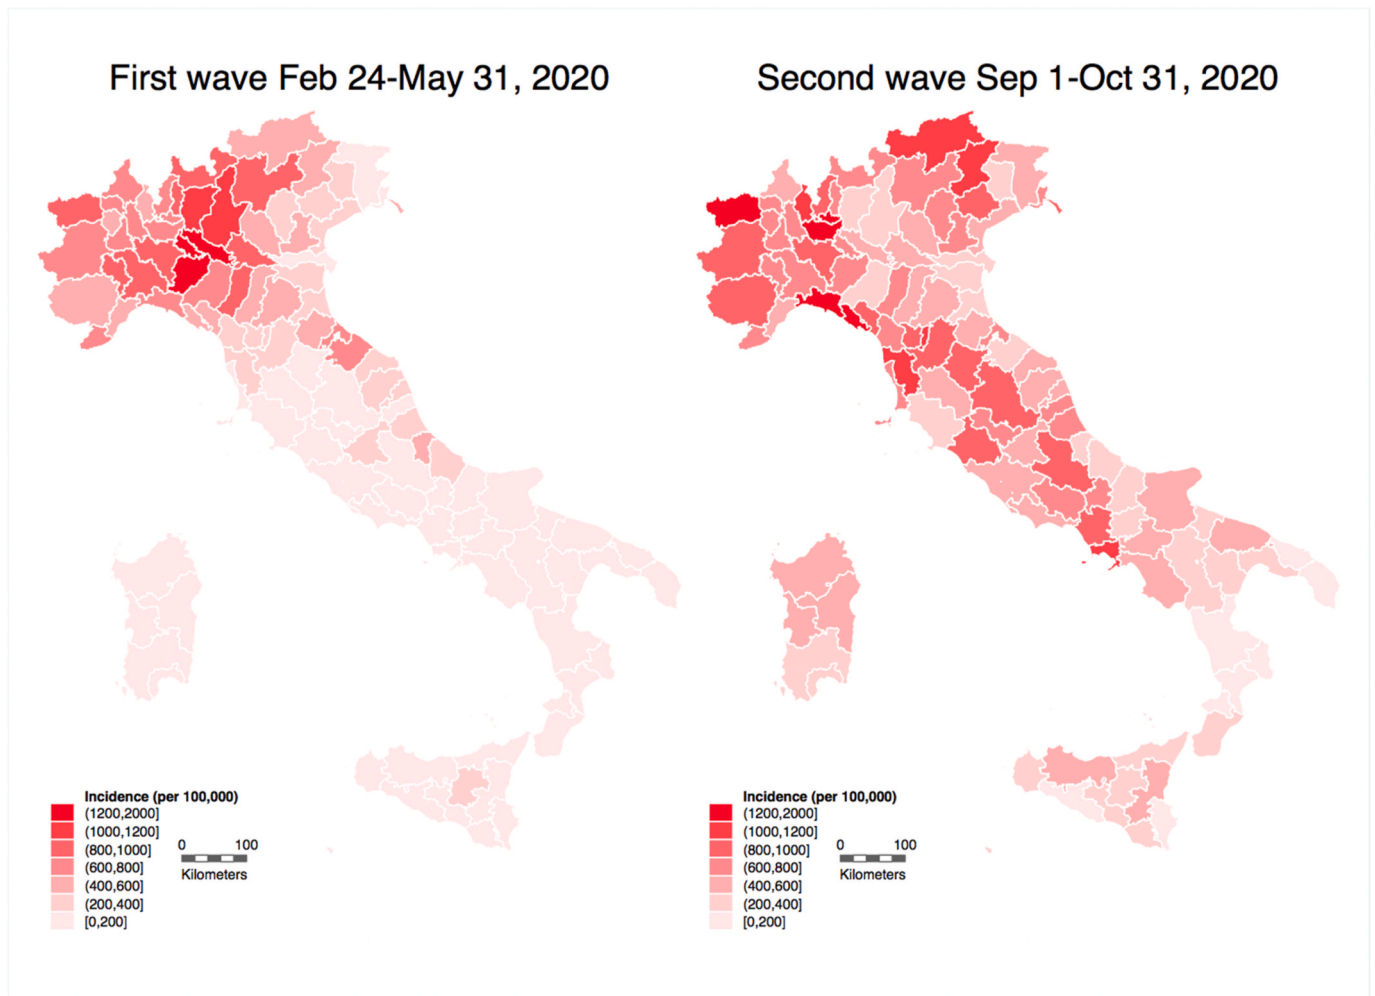 First wave Feb 24-May 31, 2020
Second wave Sep 1-Oct 31, 2020
Incidence (per 100,000)
(1200,2000]
(1000,1200]
(800,1000]
(600,800]
(400,600]
(200,400]
[0,200]
0 100
Kilometers
Incidence (per 100,000)
(1200,2000]
(1000,1200]
(800,1000]
(600,800]
(400,600]
(200,400]
[0,200]
0 100
Kilometers